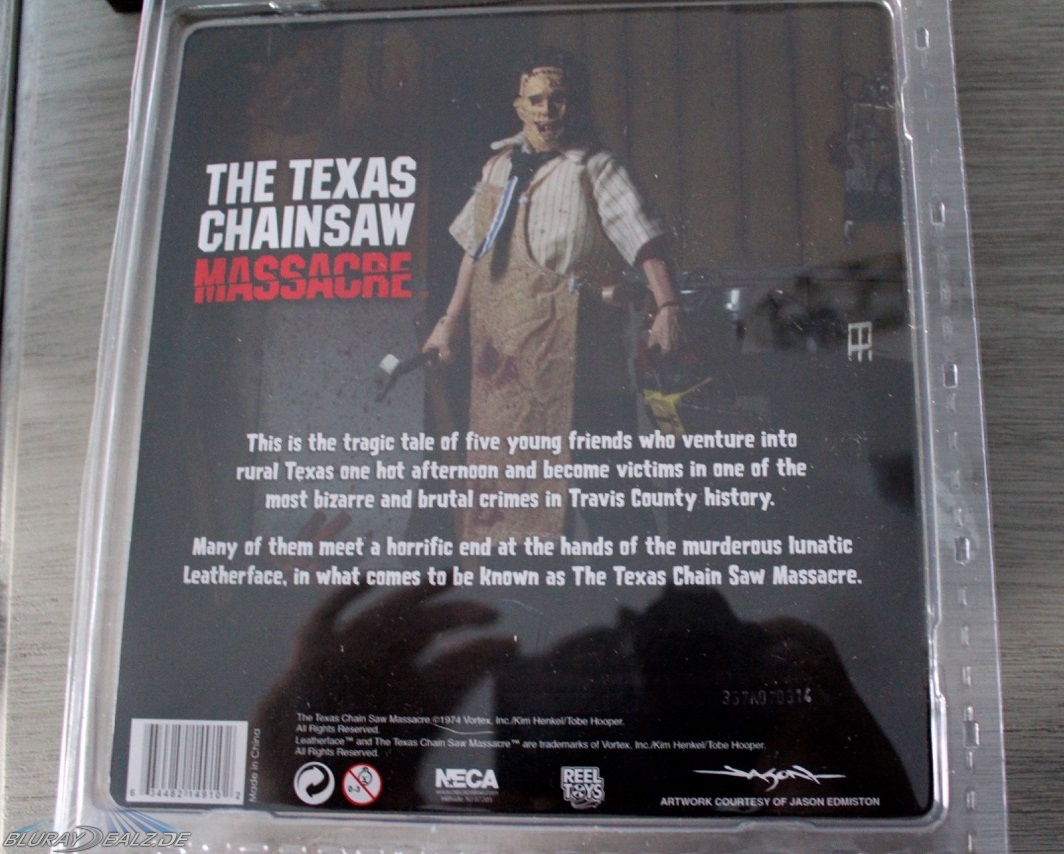 THE TEXAS
CHAINSAW
MASSACRE
This is the tragic tale of five young friends who venture into
rural Texas one hot afternoon and become victims in one of the
most bizarre and brutal crimes in Travis County history.
Many of them meet a horrific end at the hands of the murderous lunatic
Leatherface, in what comes to be known as The Texas Chain Saw Massacre.
The Texas Chain Saw Massacre ©1974 Vortex, Inc./Kim Henkel/Tobe Hooper.
All Rights Reserved.
Leatherface™ and The Texas Chain Saw Massacre™ are trademarks of Vortex, Inc./Kim Henkel/Tobe Hooper.
All Rights Reserved.
Made in China
0-3
NECA
REEL
TOYS
JASON
ARTWORK COURTESY OF JASON EDMISTON
BLURAYDEALZ.DE